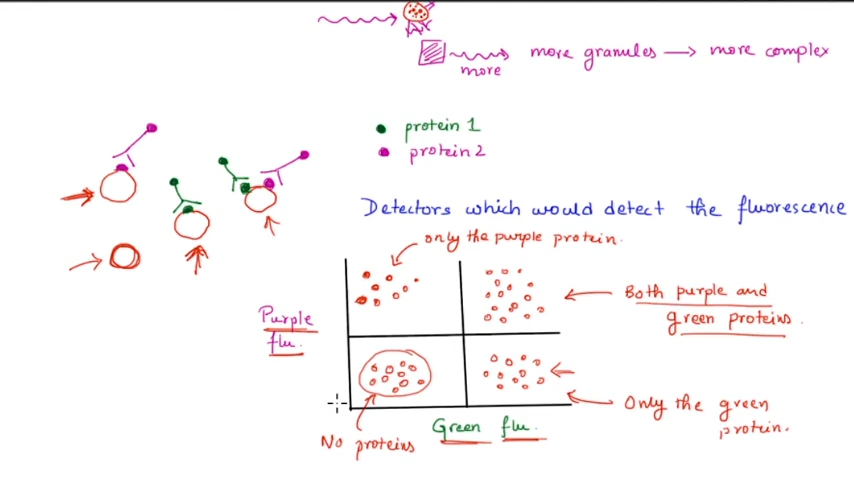 more granules → more complex
more
protein 1
protein 2
Detectors which would detect the fluorescence
only the purple protein.
Both purple and
green proteins.
Purple
flu.
Only the green
protein.
Green flu.
No proteins